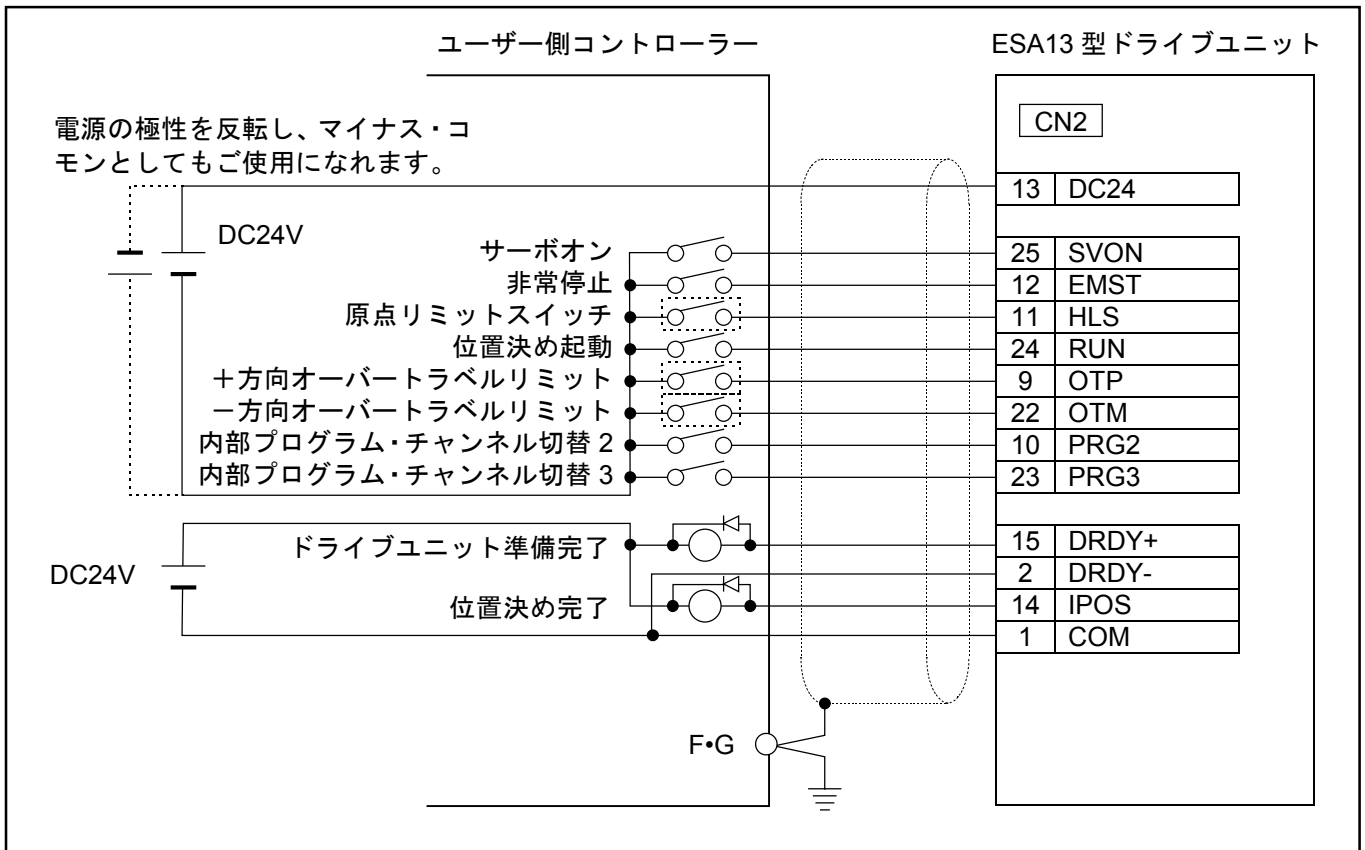 ユーザー側コントローラー
ESA13 型ドライブユニット
CN2
電源の極性を反転し、マイナス・コ
モンとしてもご使用になれます。
13 DC24
DC24V
サーボオン 25 SVON
非常停止 12 EMST
原点リミットスイッチ 11 HLS
位置決め起動 24 RUN
＋方向オーバートラベルリミット 9 OTP
－方向オーバートラベルリミット 22 OTM
内部プログラム・チャンネル切替 2 10 PRG2
内部プログラム・チャンネル切替 3 23 PRG3
ドライブユニット準備完了 15 DRDY+
DC24V 2 DRDY-
位置決め完了 14 IPOS
1 COM
F•G